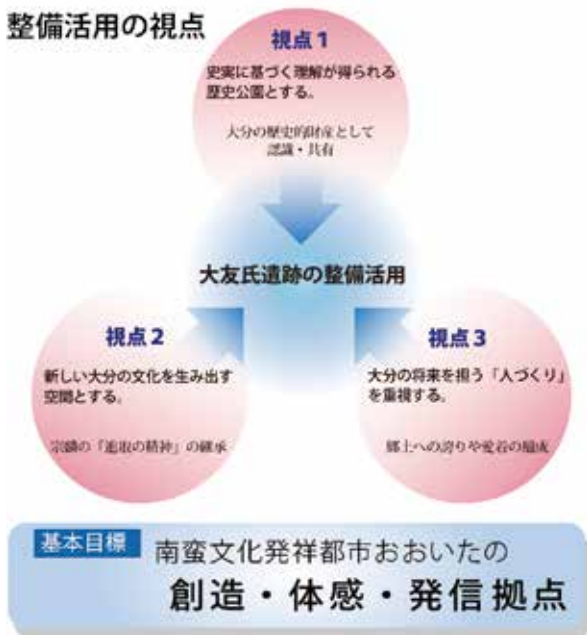 整備活用の視点
視点1
史実に基づく理解が得られる
歴史公園とする。
大分の歴史的財産として
認識・共有
大友氏遺跡の整備活用
視点2
新しい大分の文化を生み出す
空間とする。
宗麟の「進取の精神」の継承
視点3
大分の将来を担う「人づくり」
を重視する。
郷土への誇りや愛着の醸成
基本目標
南蛮文化発祥都市おおいたの
創造・体感・発信拠点